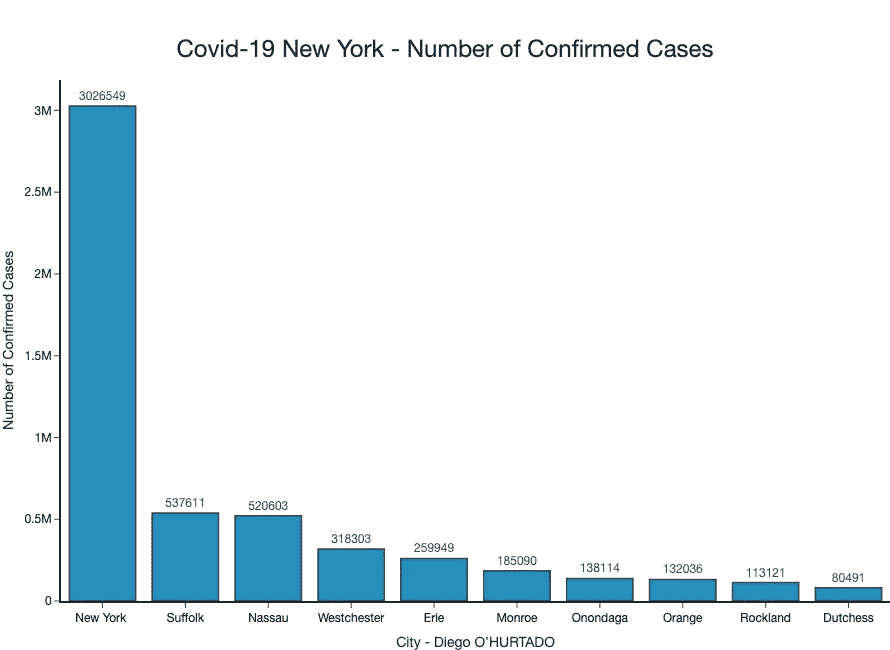 Covid-19 New York - Number of Confirmed Cases
Number of Confirmed Cases
3M
2.5M
2M
1.5M
1M
0.5M
0
3026549
537611
520603
318303
259949
185090
138114
132036
113121
80491
New York
Suffolk
Nassau
Westchester
Erie
Monroe
Onondaga
Orange
Rockland
Dutchess
City - Diego O’HURTADO